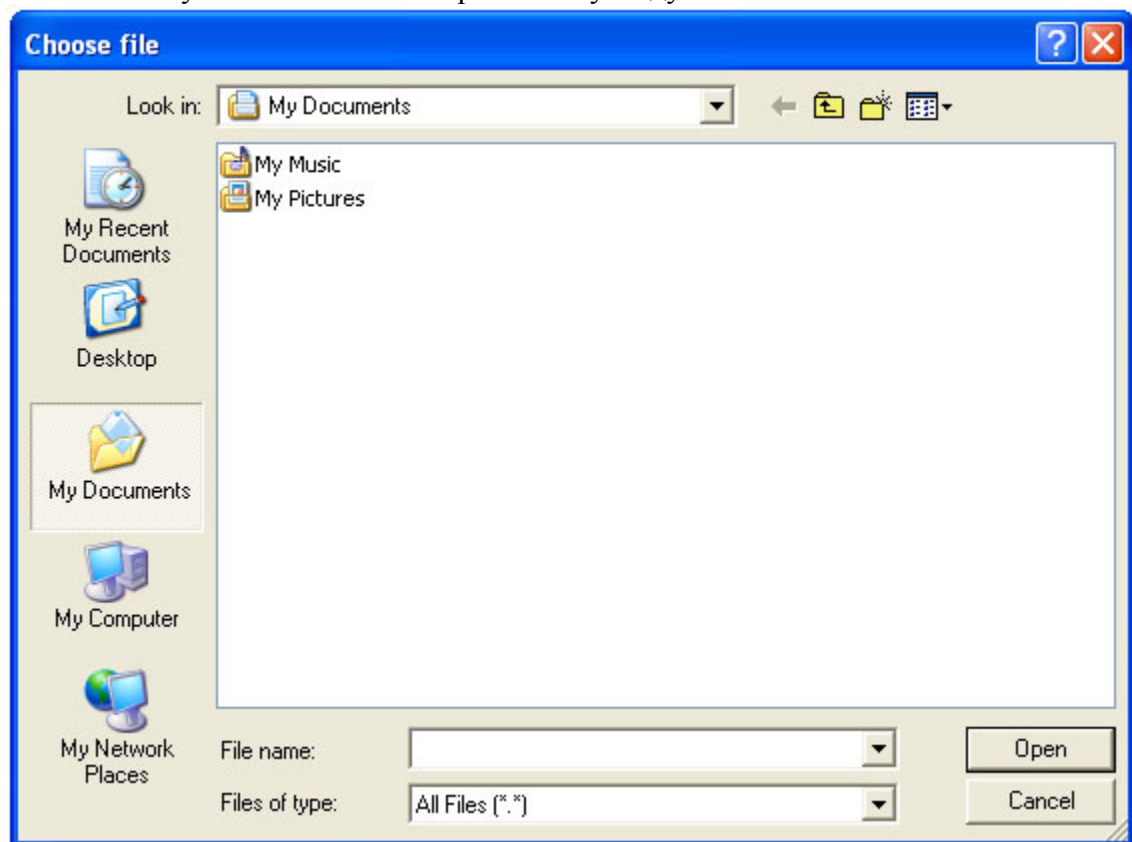 Choose file
Look in:
My Documents
My Music
My Pictures
My Recent
Documents
Desktop
My Documents
My Computer
My Network
Places
File name:
Open
Files of type:
All Files (*.*)
Cancel